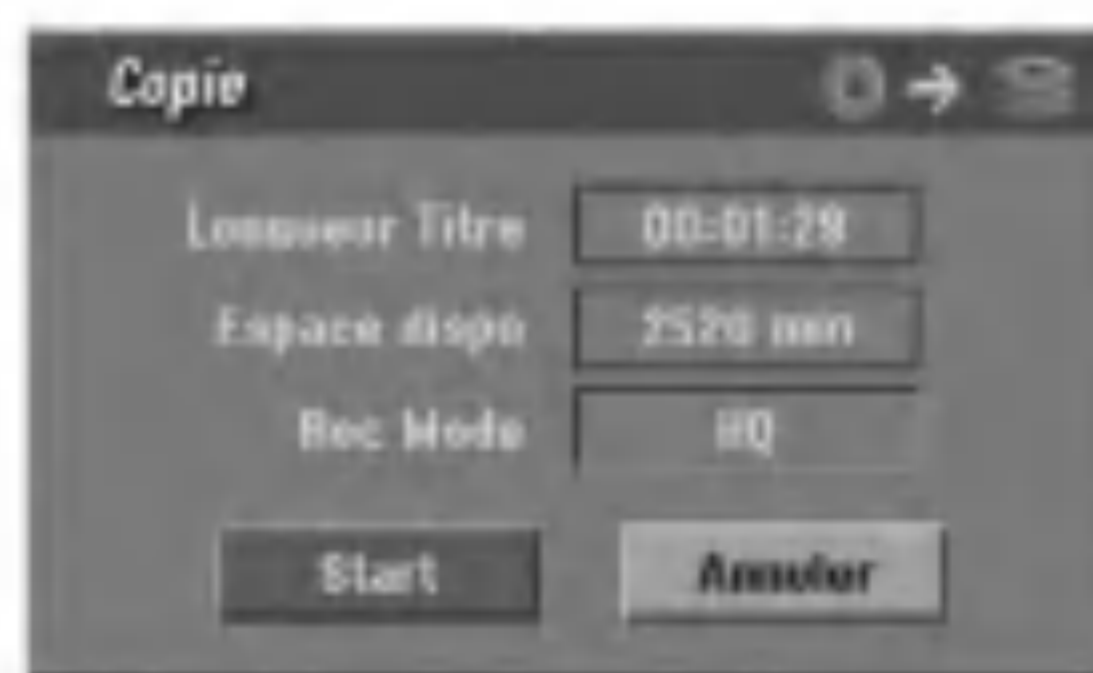 Copie
Longueur Titre 00:01:28
Espace dispo 2520 min
Rec Mode HQ
Start Annuler